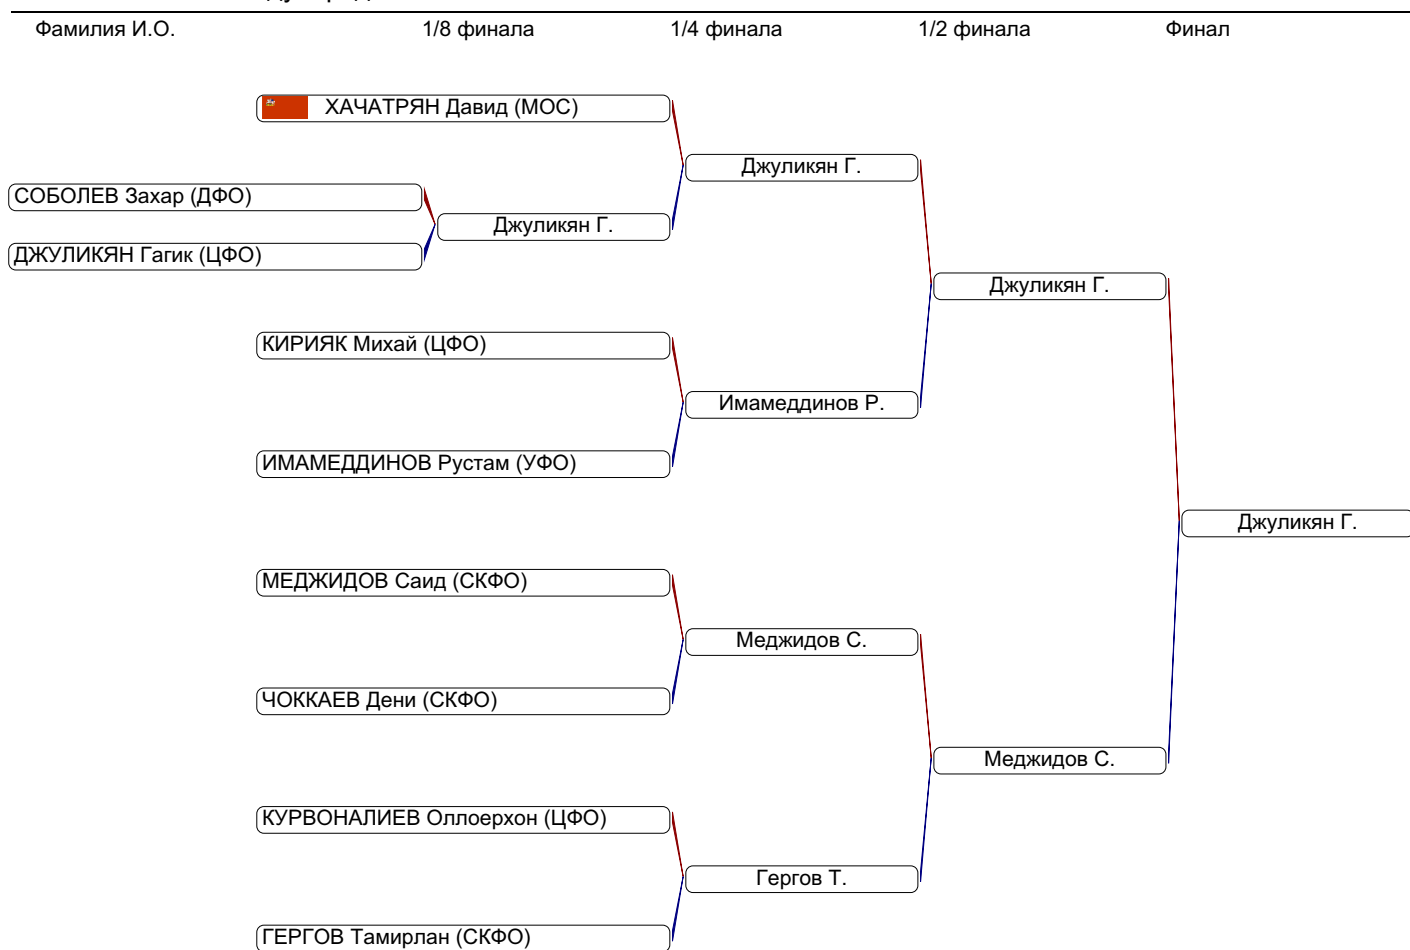 Фамилия И.О. 1/8 финала 1/4 финала 1/2 финала Финал
ХАЧАТРЯН Давид (МОС)
Джуликян Г.
СОБОЛЕВ Захар (ДФО)
Джуликян Г.
ДЖУЛИКЯН Гагик (ЦФО)
Джуликян Г.
КИРИЯК Михай (ЦФО)
Имамеддинов Р.
ИМАМЕДДИНОВ Рустам (УФО)
Джуликян Г.
МЕДЖИДОВ Саид (СКФО)
Меджидов С.
ЧОККАЕВ Дени (СКФО)
Меджидов С.
КУРВОНАЛИЕВ Оллоерхон (ЦФО)
Гергов Т.
ГЕРГОВ Тамирлан (СКФО)